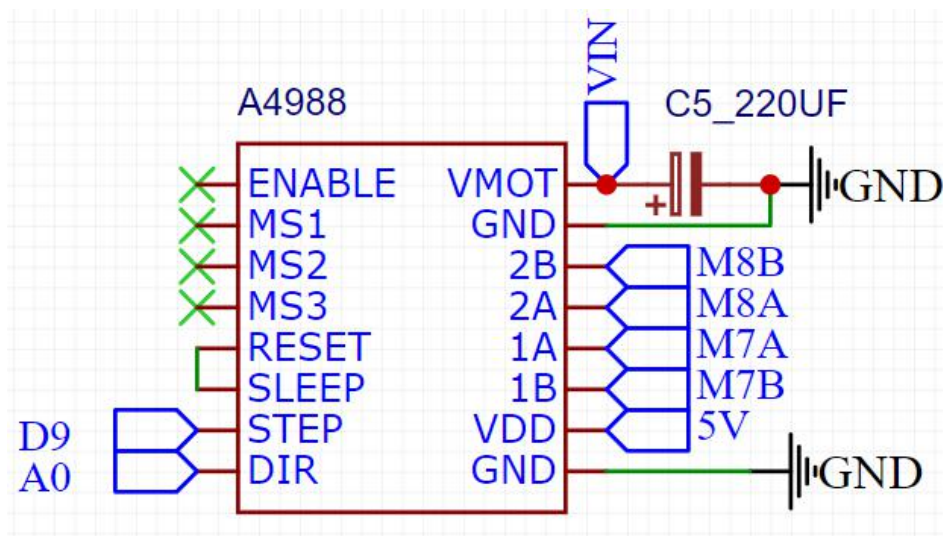 VIN
A4988
C5_220UF
ENABLE VMOT GND
MS1 GND
MS2 2B M8B
MS3 2A M8A
RESET 1A M7A
SLEEP 1B M7B
D9 STEP VDD 5V
A0 DIR GND GND
+